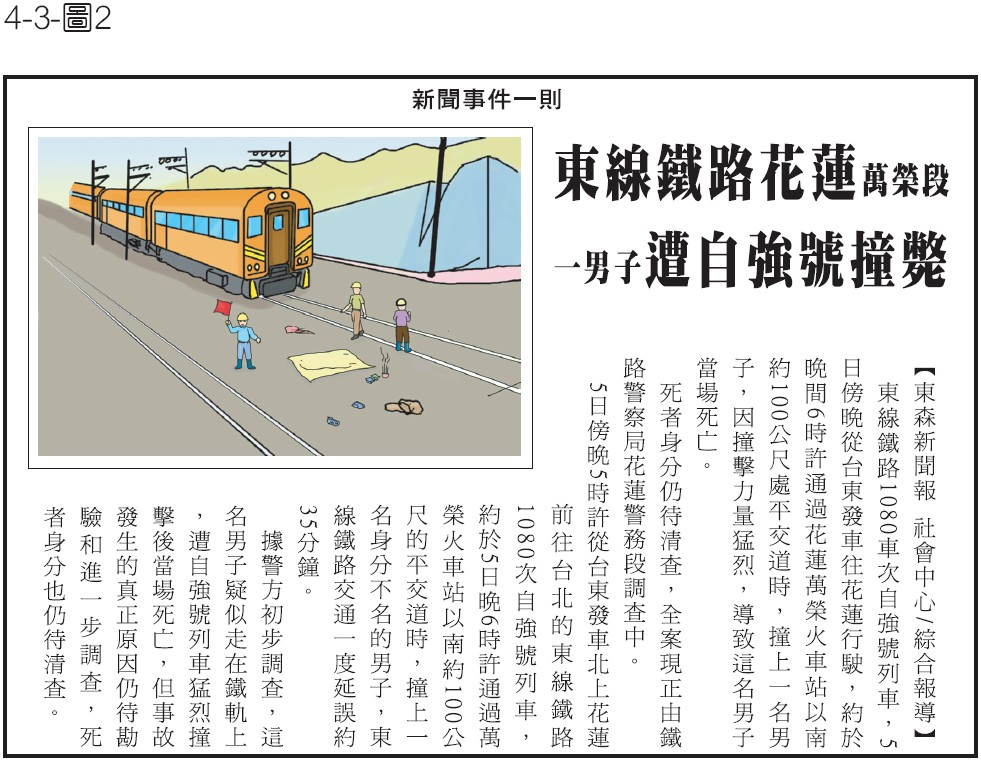 4-3-圖2
新聞事件一則
東線鐵路花蓮萬榮段
一男子遭自強號撞斃
【東森新聞報 社會中心/綜合報導】
東線鐵路1080車次自強號列車，5
日傍晚從台東發車往花蓮行駛，約於
晚間6時許通過花蓮萬榮火車站以南
約100公尺處平交道時，撞上一名男
子，因撞擊力量猛烈，導致這名男子
當場死亡。
死者身分仍待清查，全案現正由鐵
路警察局花蓮警務段調查中。
5日傍晚5時許從台東發車北上花蓮
前往台北的東線鐵路
1080次自強號列車，
約於5日晚6時許通過萬
榮火車站以南約100公
尺的平交道時，撞上一
名身分不名的男子，東
線鐵路交通一度延誤約
35分鐘。
據警方初步調查，這
名男子疑似走在鐵軌上
，遭自強號列車猛烈撞
擊後當場死亡，但事故
發生的真正原因仍待勘
驗和進一步調查，死
者身分也仍待清查。